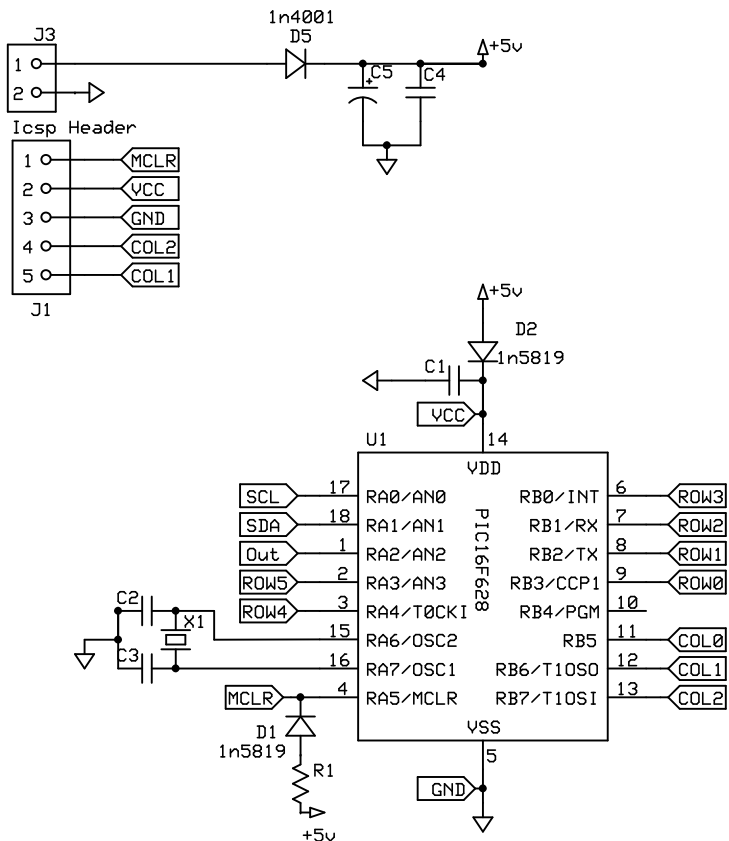 1n4001
J3
D5
+5v
1
2
+
C5
C4
Icsp Header
1
MCLR
2
VCC
3
GND
4
COL2
5
COL1
J1
+5v
D2
1n5819
C1
VCC
U1
14
VDD
SCL
17
RA0/AN0
RB0/INT
6
ROW3
SDA
18
RA1/AN1
RB1/RX
7
ROW2
Out
1
RA2/AN2
RB2/TX
8
ROW1
ROW5
2
RA3/AN3
RB3/CCP1
9
ROW0
ROW4
3
RA4/T0CKI
RB4/PGM
10
PIC16F628
C2
X1
15
RA6/OSC2
RB5
11
COL0
C3
16
RA7/OSC1
RB6/T1OSO
12
COL1
MCLR
4
RA5/MCLR
RB7/T1OSI
13
COL2
D1
1n5819
VSS
5
R1
GND
+5v